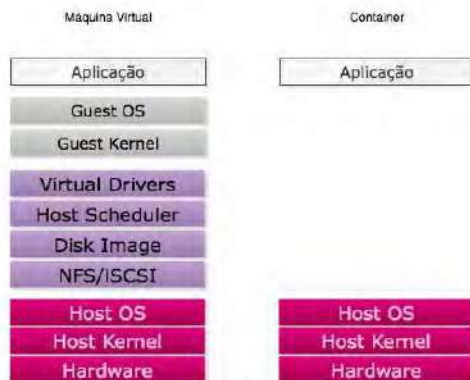 Máquina Virtual
Aplicação
Guest OS
Guest Kernel
Virtual Drivers
Host Scheduler
Disk Image
NFS/ISCSI
Host OS
Host Kernel
Hardware
Container
Aplicação
Host OS
Host Kernel
Hardware